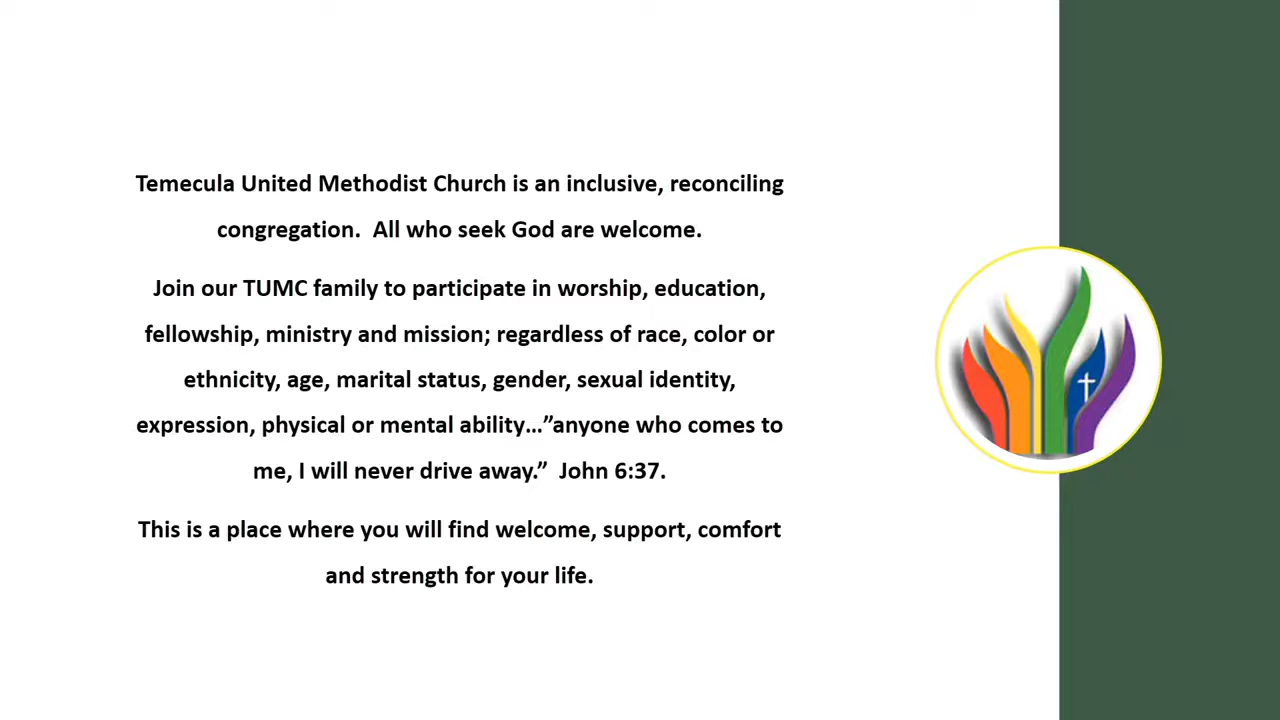 Temecula United Methodist Church is an inclusive, reconciling
congregation.  All who seek God are welcome.
Join our TUMC family to participate in worship, education,
fellowship, ministry and mission; regardless of race, color or
ethnicity, age, marital status, gender, sexual identity,
expression, physical or mental ability…”anyone who comes to
me, I will never drive away.”  John 6:37.
This is a place where you will find welcome, support, comfort
and strength for your life.